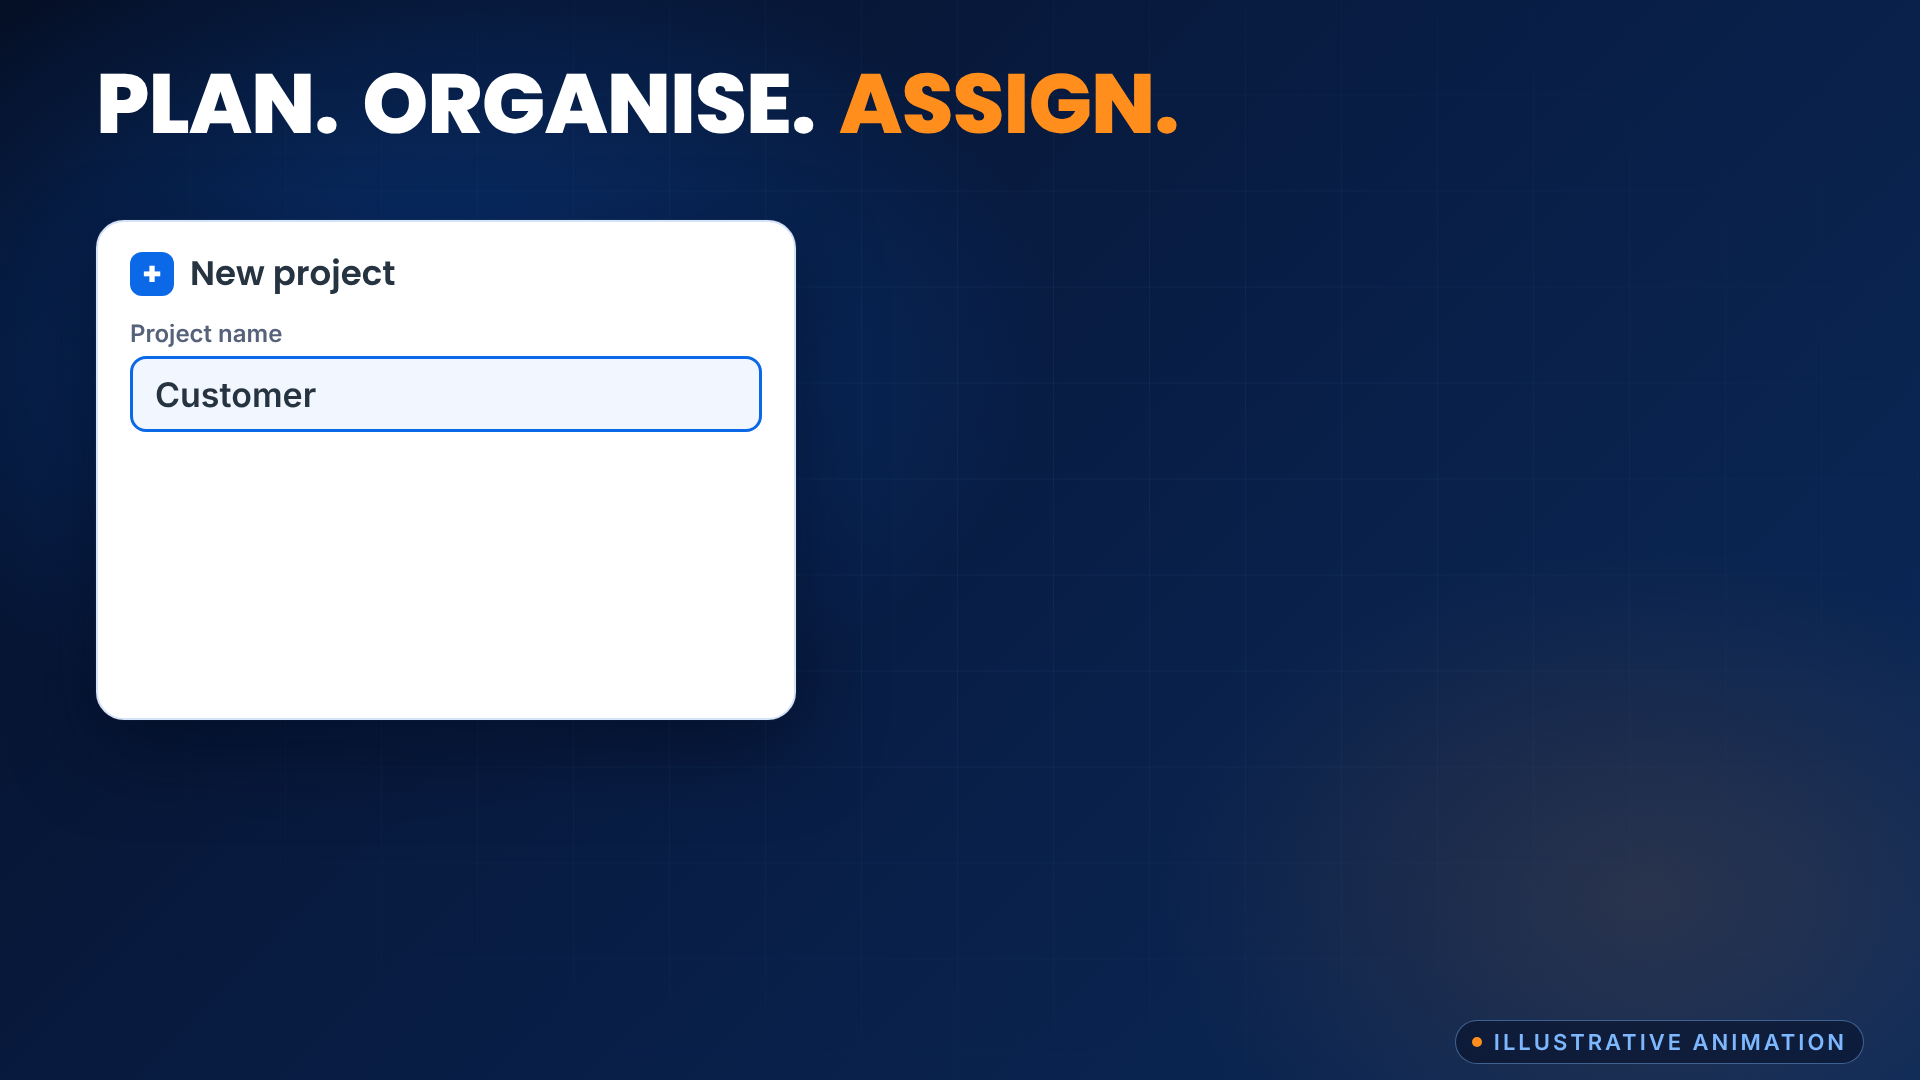 PLAN. ORGANISE. ASSIGN.
New project
Project name
Customer
ILLUSTRATIVE ANIMATION